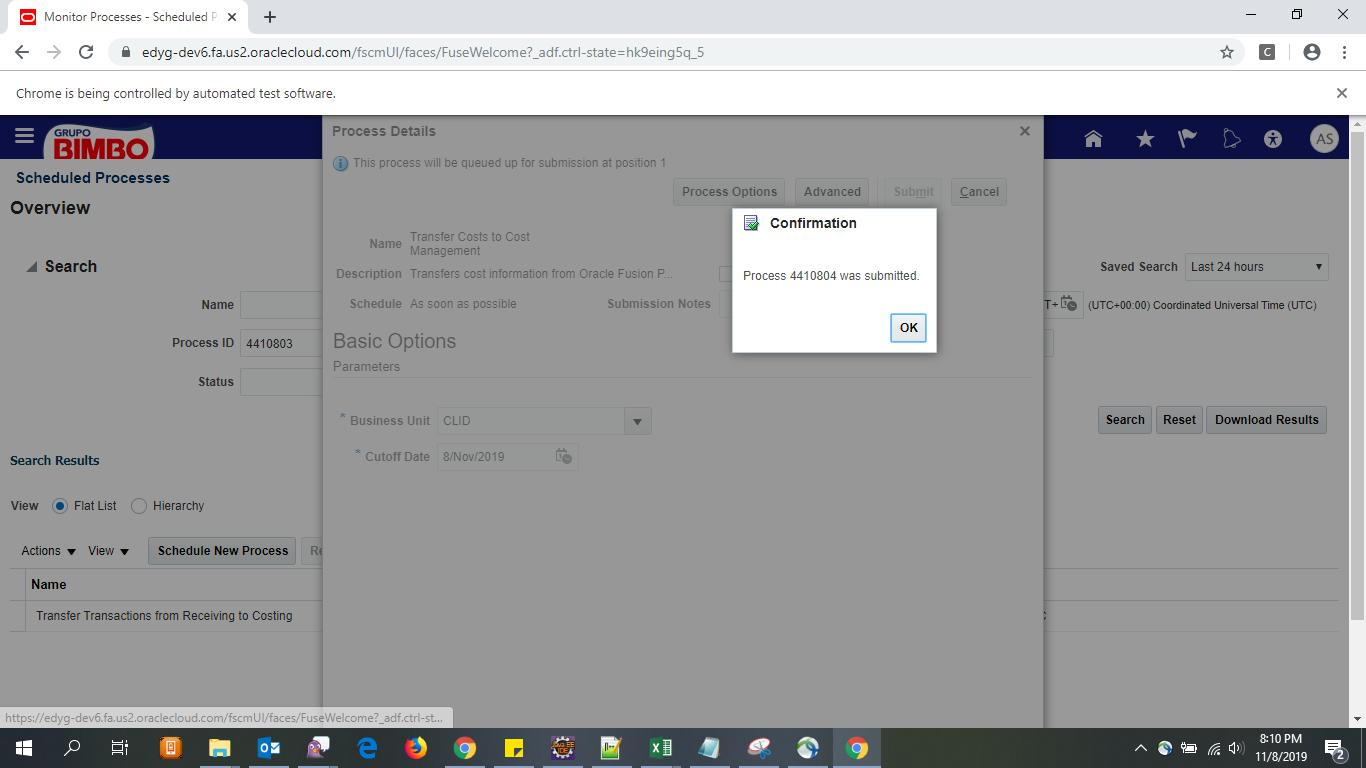 Monitor Processes - Scheduled P
edyg-dev6.fa.us2.oraclecloud.com/fscmUI/faces/FuseWelcome?_adf.ctrl-state=hk9eing5q_5
C
Chrome is being controlled by automated test software.
GRUPO
BIMBO
AS
Process Details
This process will be queued up for submission at position 1
Scheduled Processes
Overview
Process Options
Advanced
Submit
Cancel
Confirmation
Process 4410804 was submitted.
OK
Name Transfer Costs to Cost
Management
Description Transfers cost information from Oracle Fusion P...
Schedule As soon as possible
Submission Notes
Basic Options
Parameters
* Business Unit CLID
* Cutoff Date 8/Nov/2019
Search
Saved Search Last 24 hours
Name
T+ (UTC+00:00) Coordinated Universal Time (UTC)
Process ID 4410803
Status
Search Reset Download Results
Search Results
View Flat List Hierarchy
Actions View Schedule New Process Re
Name
Transfer Transactions from Receiving to Costing
https://edyg-dev6.fa.us2.oraclecloud.com/fscmUI/faces/FuseWelcome?_adf.ctrl-st...
8:10 PM
11/8/2019
2